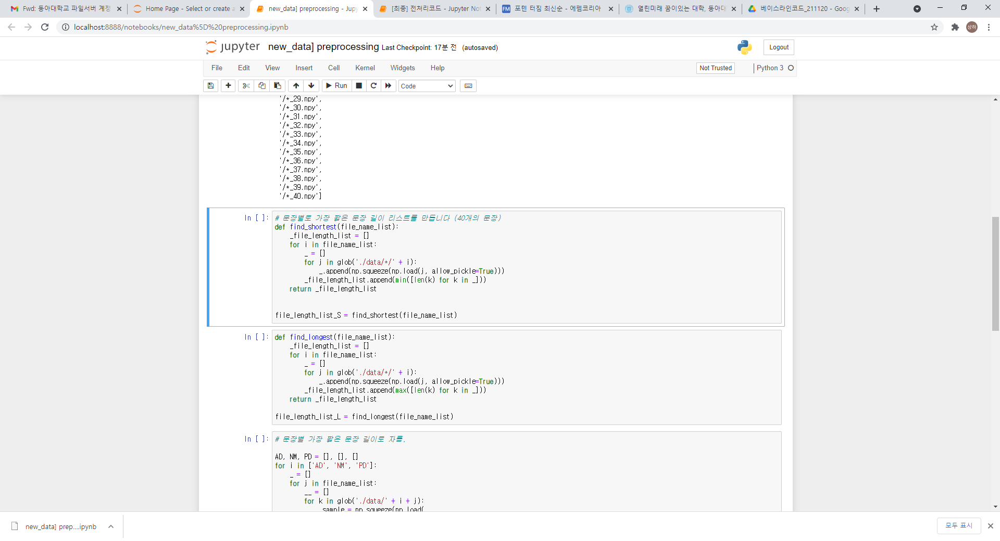 Fwd: 동아대학교 파일서버 계정
Home Page - Select or create a
new_data] preprocessing - Jupy
[최종] 전처리코드 - Jupyter Not
FM 포텐 터짐 최신순 - 에펨코리아
열린미래 꿈이있는 대학, 동아대
베이스라인코드_211120 - Goog
localhost:8888/notebooks/new_data%5D%20preprocessing.ipynb
상하
jupyter new_data] preprocessing Last Checkpoint: 17분 전 (autosaved)
Logout
File Edit View Insert Cell Kernel Widgets Help
Not Trusted
Python 3
Run
Code
'/*_29.npy',
'/*_30.npy',
'/*_31.npy',
'/*_32.npy',
'/*_33.npy',
'/*_34.npy',
'/*_35.npy',
'/*_36.npy',
'/*_37.npy',
'/*_38.npy',
'/*_39.npy',
'/*_40.npy']
In [ ]: # 문장별로 가장 짧은 문장 길이 리스트를 만듭니다 (40개의 문장)
def find_shortest(file_name_list):
    _file_length_list = []
    for i in file_name_list:
        _ = []
        for j in glob('./data/*/' + i):
            _.append(np.squeeze(np.load(j, allow_pickle=True)))
        _file_length_list.append(min([len(k) for k in _]))
    return _file_length_list
file_length_list_S = find_shortest(file_name_list)
In [ ]: def find_longest(file_name_list):
    _file_length_list = []
    for i in file_name_list:
        _ = []
        for j in glob('./data/*/' + i):
            _.append(np.squeeze(np.load(j, allow_pickle=True)))
        _file_length_list.append(max([len(k) for k in _]))
    return _file_length_list
file_length_list_L = find_longest(file_name_list)
In [ ]: # 문장별 가장 짧은 문장 길이로 자름.
AD, NM, PD = [], [], []
for i in ['AD', 'NM', 'PD']:
    _ = []
    for j in file_name_list:
        __ = []
        for k in glob('./data/' + i + j):
            sample = np.squeeze(np.load(
new_data] prep....ipynb
모두 표시